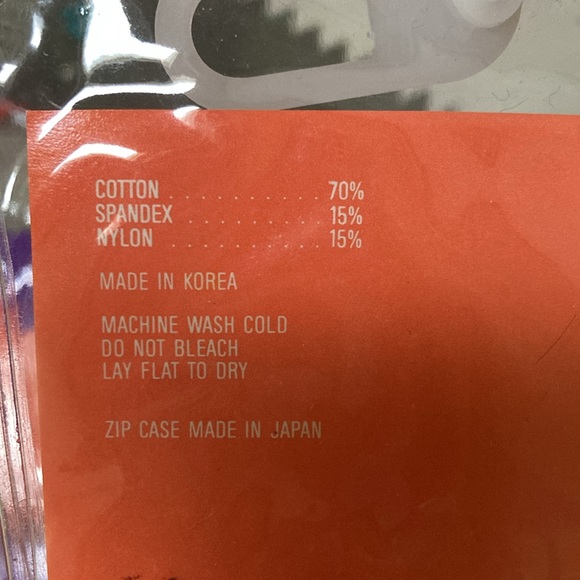 COTTON . . . . . . . . . . 70%
SPANDEX . . . . . . . . . 15%
NYLON . . . . . . . . . . 15%
MADE IN KOREA
MACHINE WASH COLD
DO NOT BLEACH
LAY FLAT TO DRY
ZIP CASE MADE IN JAPAN